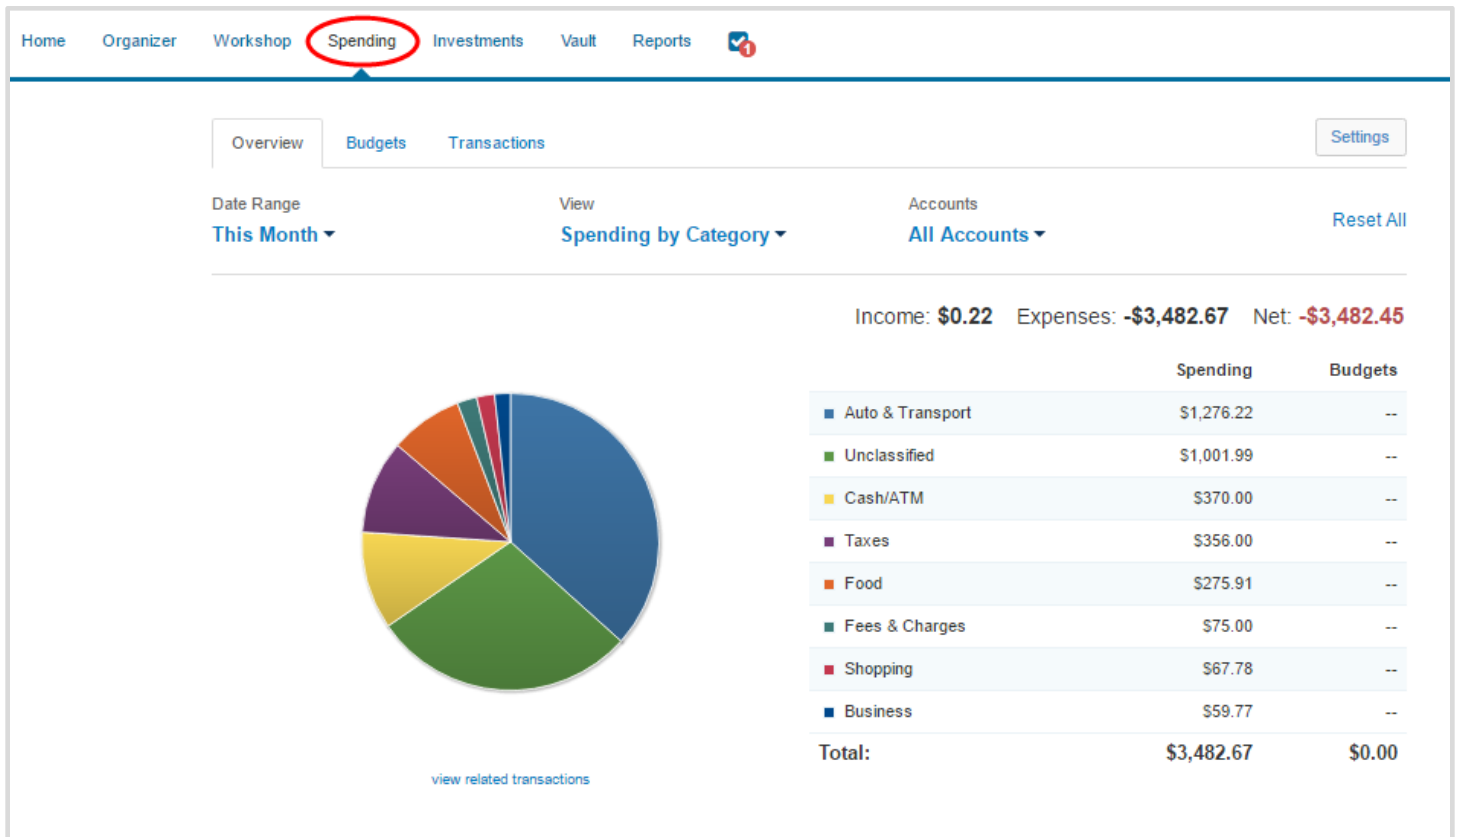 Home Organizer Workshop Spending Investments Vault Reports 1
Overview Budgets Transactions Settings
Date Range View Accounts
This Month Spending by Category All Accounts Reset All
Income: $0.22 Expenses: -$3,482.67 Net: -$3,482.45
Spending Budgets
Auto & Transport $1,276.22 --
Unclassified $1,001.99 --
Cash/ATM $370.00 --
Taxes $356.00 --
Food $275.91 --
Fees & Charges $75.00 --
Shopping $67.78 --
Business $59.77 --
Total: $3,482.67 $0.00
view related transactions